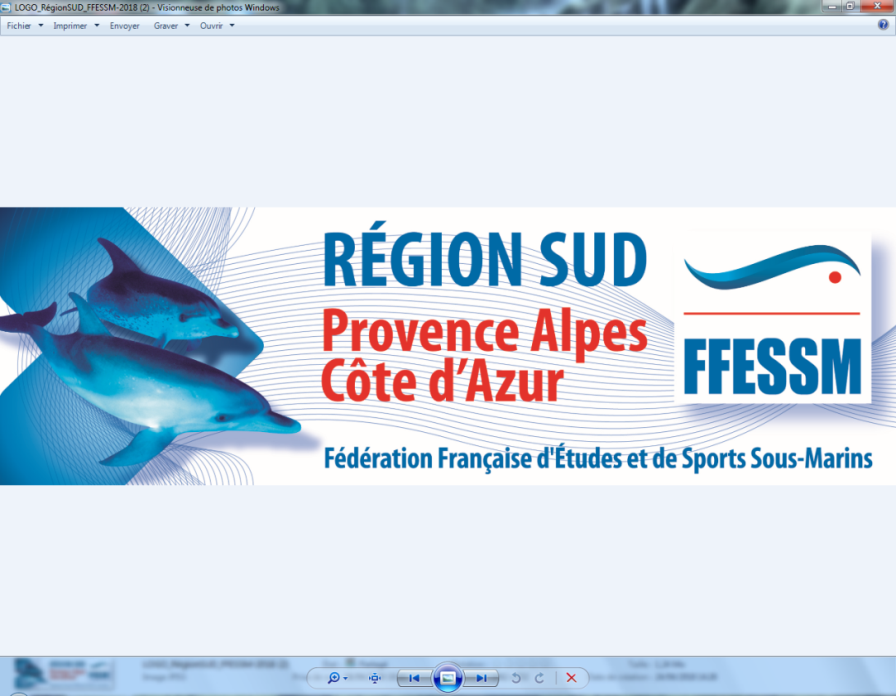 LOGO_RégionSUD_FFESSM-2018 (2) - Visionneuse de photos Windows
Fichier Imprimer Envoyer Graver Ouvrir
RÉGION SUD
Provence Alpes
Côte d'Azur
FFESSM
Fédération Française d'Études et de Sports Sous-Marins